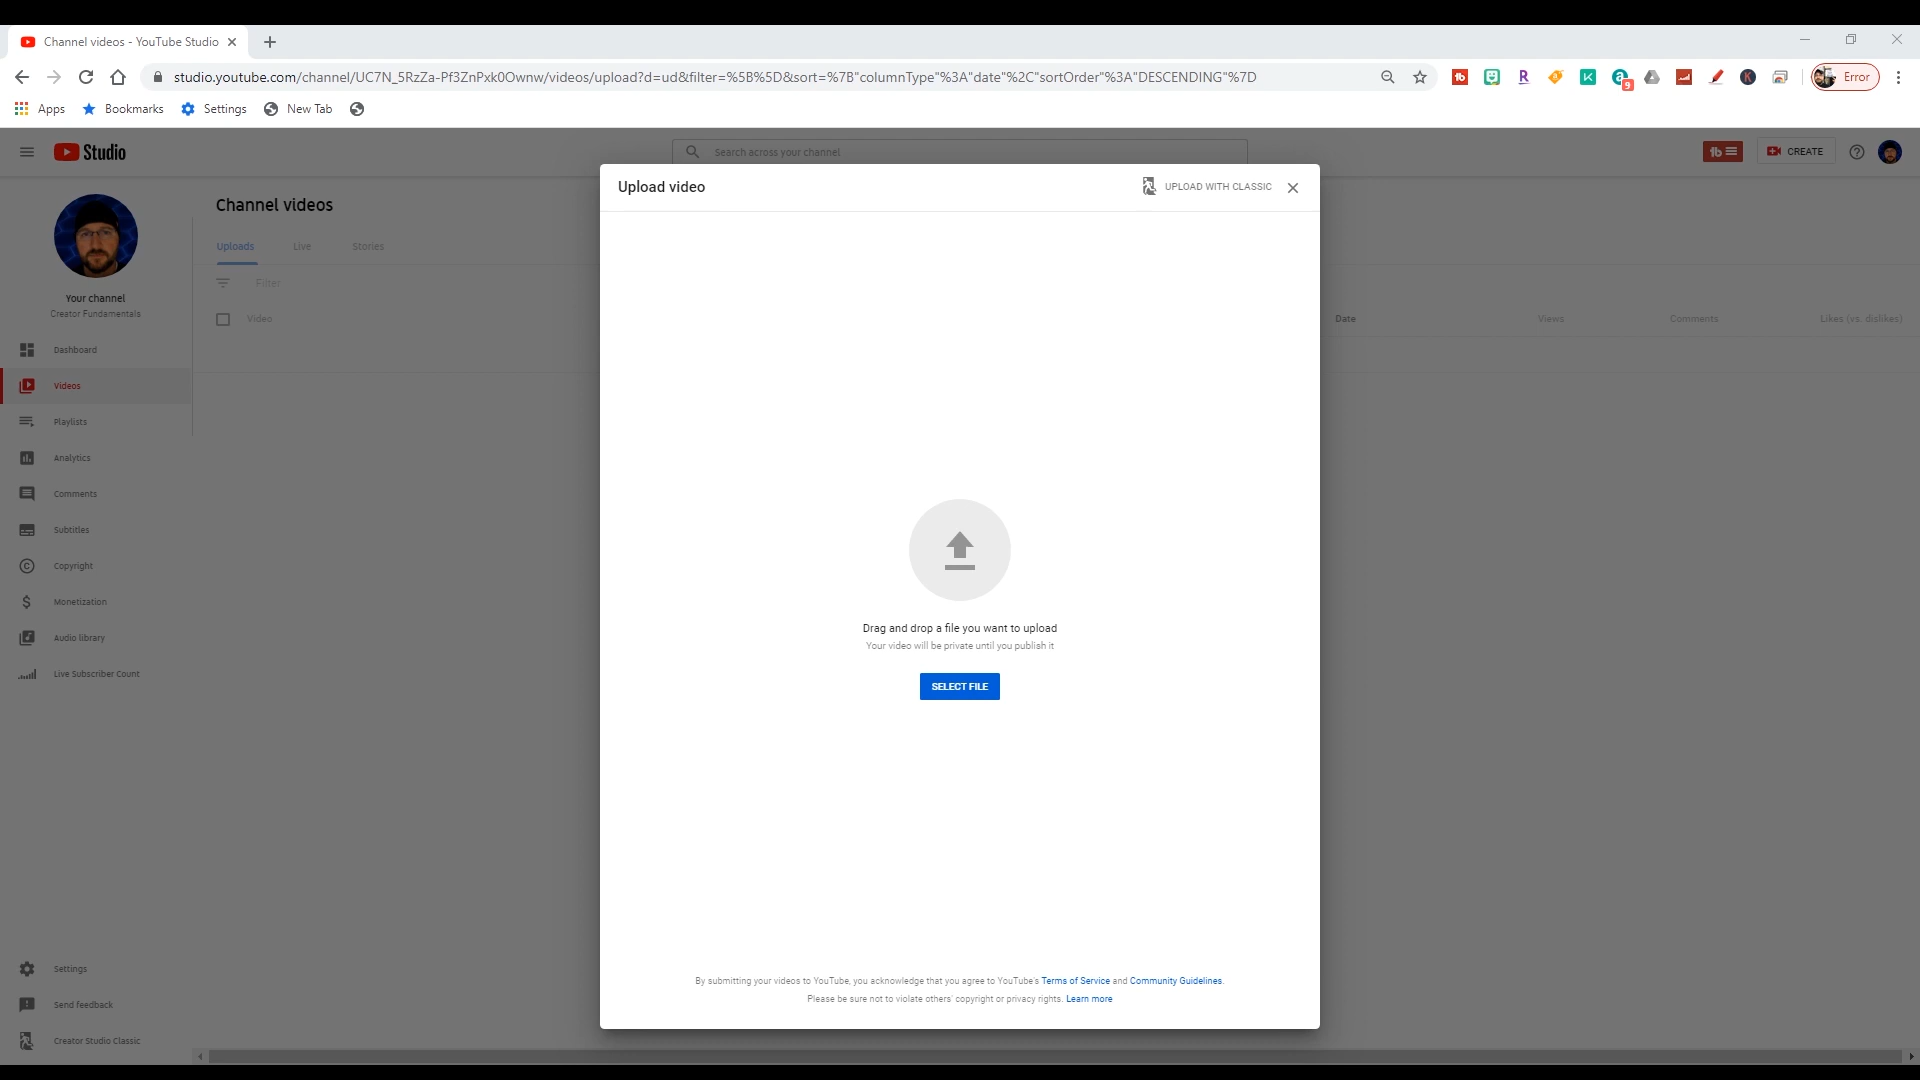 Channel videos - YouTube Studio
studio.youtube.com/channel/UC7N_5RzZa-Pf3ZnPxk0Ownw/videos/upload?d=ud&filter=%5B%5D&sort=%7B"columnType"%3A"date"%2C"sortOrder"%3A"DESCENDING"%7D
9
Error
Apps
Bookmarks
Settings
New Tab
Studio
Search across your channel
CREATE
Upload video
UPLOAD WITH CLASSIC
Channel videos
Uploads
Live
Stories
Filter
Video
Date
Views
Comments
Likes (vs. dislikes)
Your channel
Creator Fundamentals
Dashboard
Videos
Playlists
Analytics
Comments
Subtitles
Copyright
Monetization
Audio library
Live Subscriber Count
Drag and drop a file you want to upload
Your video will be private until you publish it
SELECT FILE
By submitting your videos to YouTube, you acknowledge that you agree to YouTube's Terms of Service and Community Guidelines.
Please be sure not to violate others' copyright or privacy rights. Learn more
Settings
Send feedback
Creator Studio Classic